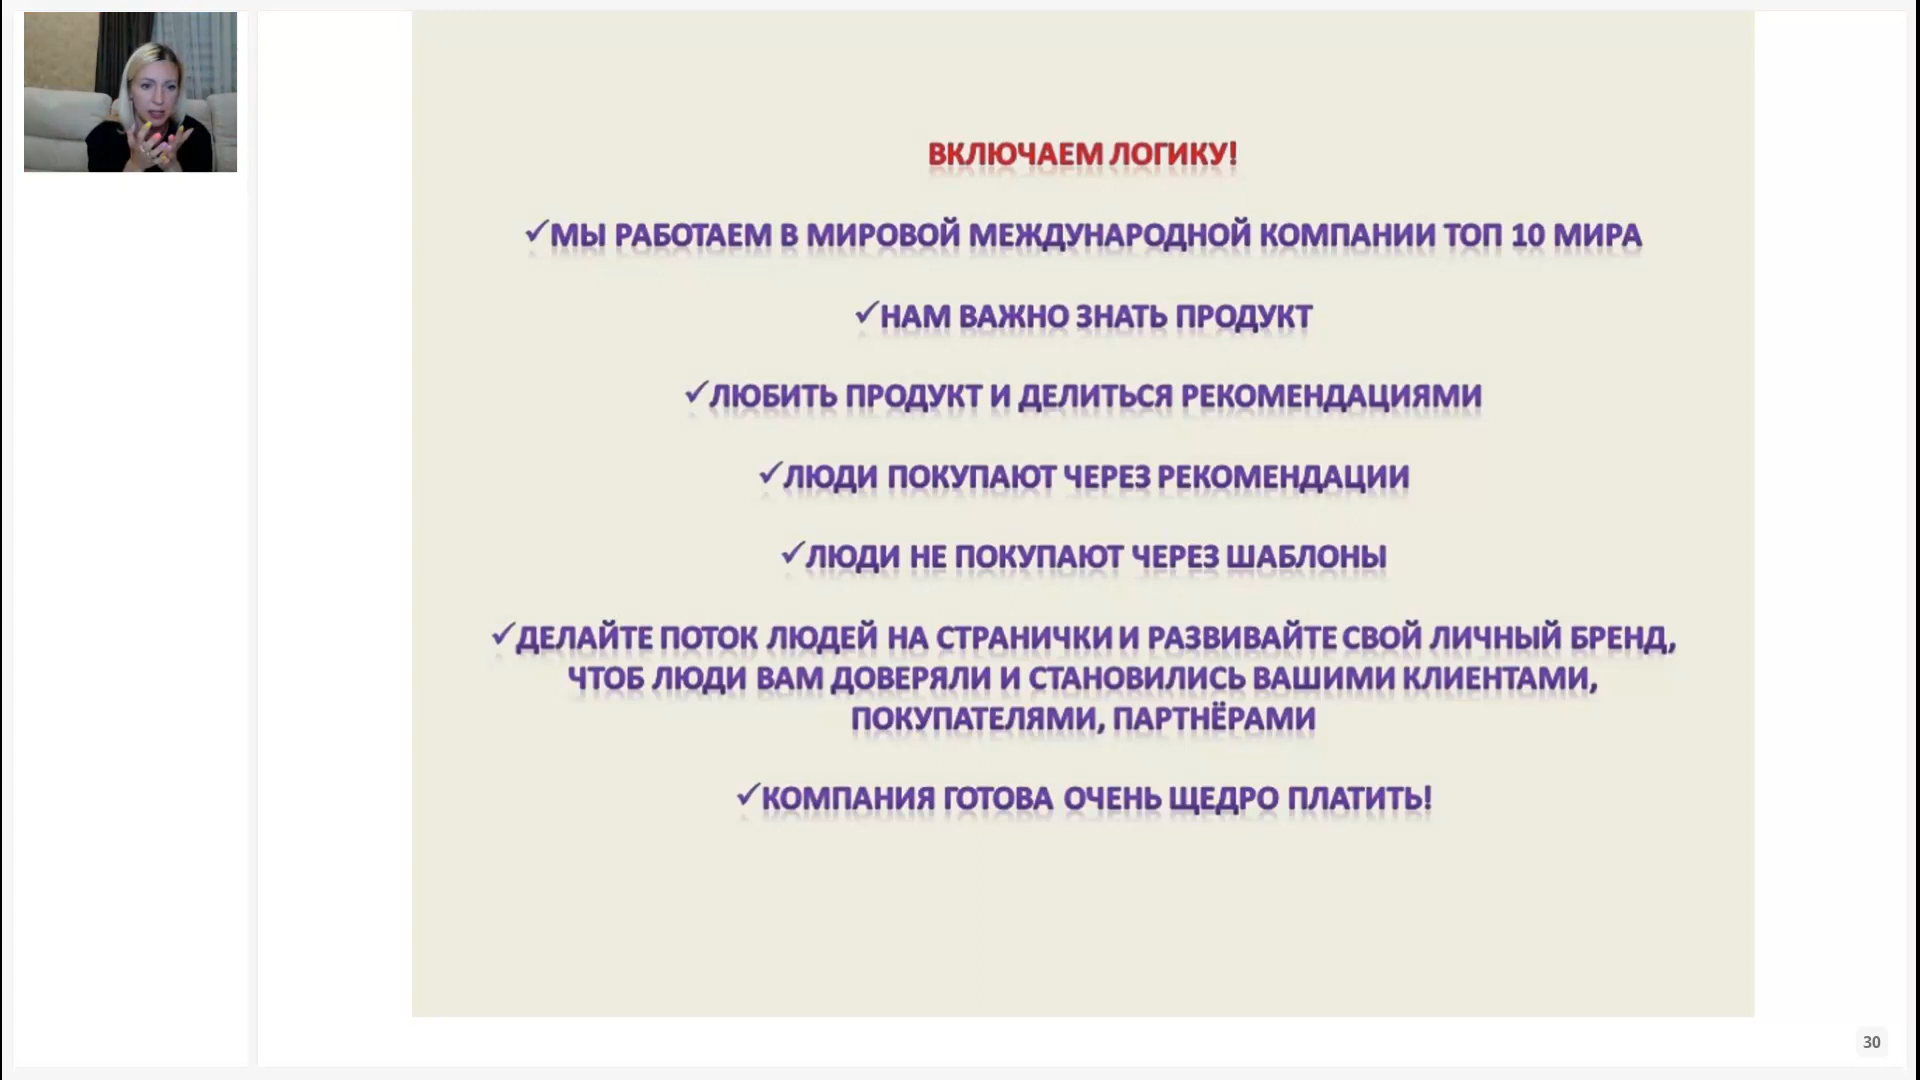 ВКЛЮЧАЕМ ЛОГИКУ!
✓МЫ РАБОТАЕМ В МИРОВОЙ МЕЖДУНАРОДНОЙ КОМПАНИИ ТОП 10 МИРА
✓НАМ ВАЖНО ЗНАТЬ ПРОДУКТ
✓ЛЮБИТЬ ПРОДУКТ И ДЕЛИТЬСЯ РЕКОМЕНДАЦИЯМИ
✓ЛЮДИ ПОКУПАЮТ ЧЕРЕЗ РЕКОМЕНДАЦИИ
✓ЛЮДИ НЕ ПОКУПАЮТ ЧЕРЕЗ ШАБЛОНЫ
✓ДЕЛАЙТЕ ПОТОК ЛЮДЕЙ НА СТРАНИЧКИ И РАЗВИВАЙТЕ СВОЙ ЛИЧНЫЙ БРЕНД,
ЧТОБ ЛЮДИ ВАМ ДОВЕРЯЛИ И СТАНОВИЛИСЬ ВАШИМИ КЛИЕНТАМИ,
ПОКУПАТЕЛЯМИ, ПАРТНЁРАМИ
✓КОМПАНИЯ ГОТОВА ОЧЕНЬ ЩЕДРО ПЛАТИТЬ!
30